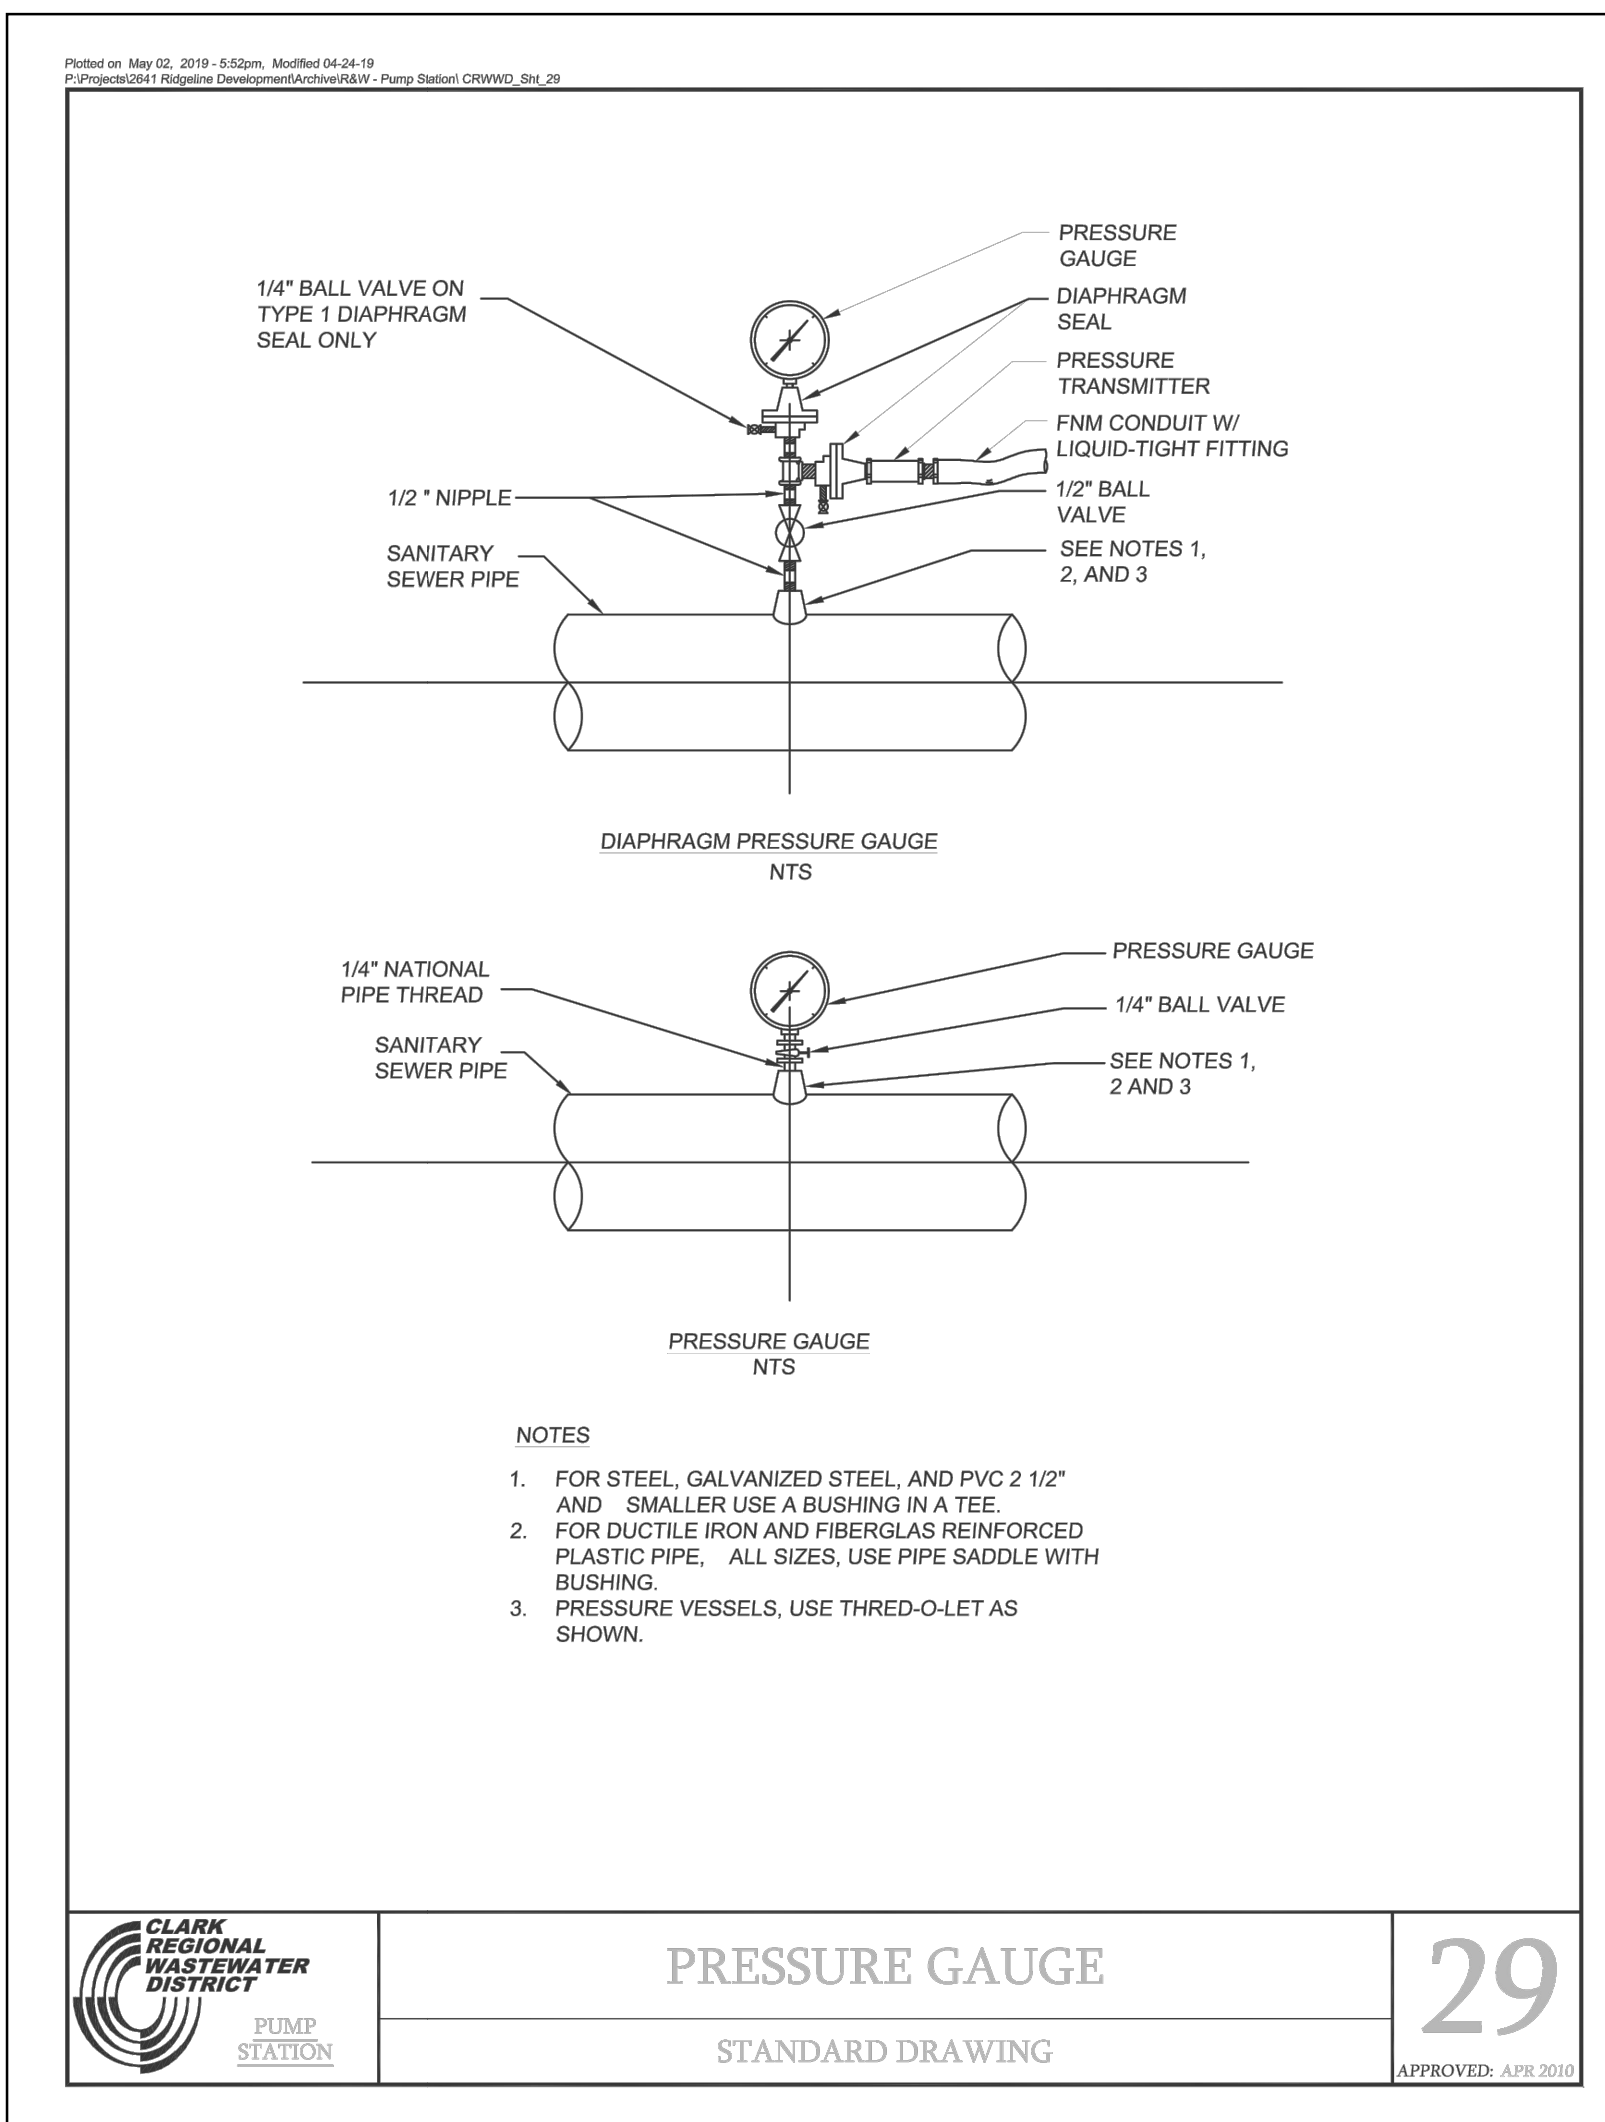 Plotted on May 02, 2019 - 5:52pm, Modified 04-24-19
P:\Projects\2641 Ridgeline Development\Archive\R&W - Pump Station\ CRWWD_Sht_29
PRESSURE
GAUGE
1/4" BALL VALVE ON
TYPE 1 DIAPHRAGM
SEAL ONLY
DIAPHRAGM
SEAL
PRESSURE
TRANSMITTER
FNM CONDUIT W/
LIQUID-TIGHT FITTING
1/2 " NIPPLE
1/2" BALL
VALVE
SANITARY
SEWER PIPE
SEE NOTES 1,
2, AND 3
DIAPHRAGM PRESSURE GAUGE
NTS
PRESSURE GAUGE
1/4" NATIONAL
PIPE THREAD
1/4" BALL VALVE
SANITARY
SEWER PIPE
SEE NOTES 1,
2 AND 3
PRESSURE GAUGE
NTS
NOTES
1. FOR STEEL, GALVANIZED STEEL, AND PVC 2 1/2"
AND SMALLER USE A BUSHING IN A TEE.
2. FOR DUCTILE IRON AND FIBERGLAS REINFORCED
PLASTIC PIPE, ALL SIZES, USE PIPE SADDLE WITH
BUSHING.
3. PRESSURE VESSELS, USE THRED-O-LET AS
SHOWN.
CLARK
REGIONAL
WASTEWATER
DISTRICT
PUMP
STATION
PRESSURE GAUGE
STANDARD DRAWING
29
APPROVED: APR 2010